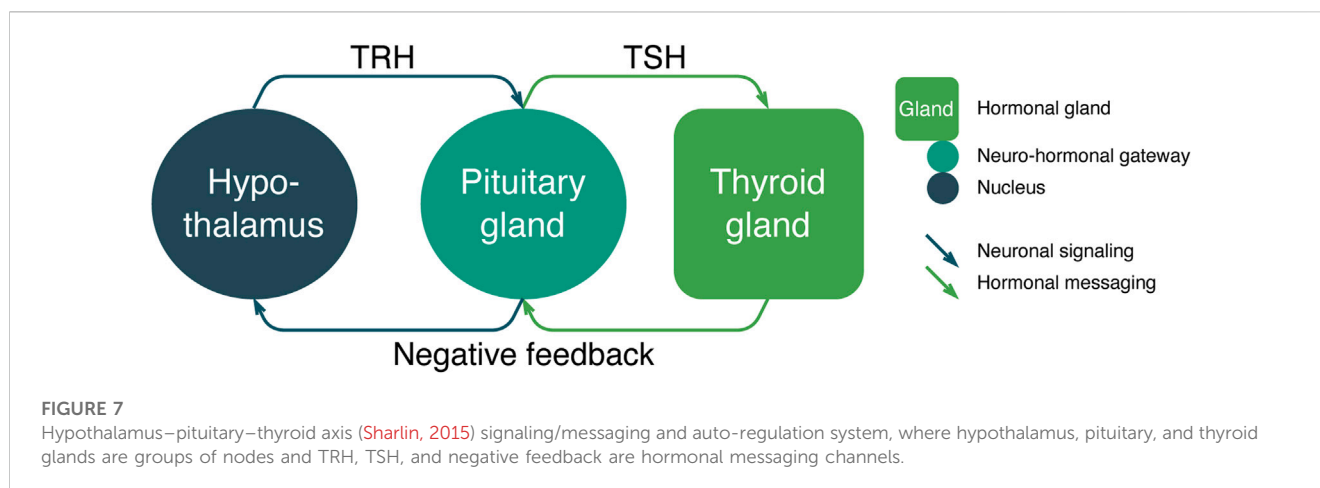 TRH
TSH
Hypo-
thalamus
Pituitary
gland
Thyroid
gland
Negative feedback
Gland
Hormonal gland
Neuro-hormonal gateway
Nucleus
Neuronal signaling
Hormonal messaging
FIGURE 7
Hypothalamus–pituitary–thyroid axis (Sharlin, 2015) signaling/messaging and auto-regulation system, where hypothalamus, pituitary, and thyroid
glands are groups of nodes and TRH, TSH, and negative feedback are hormonal messaging channels.